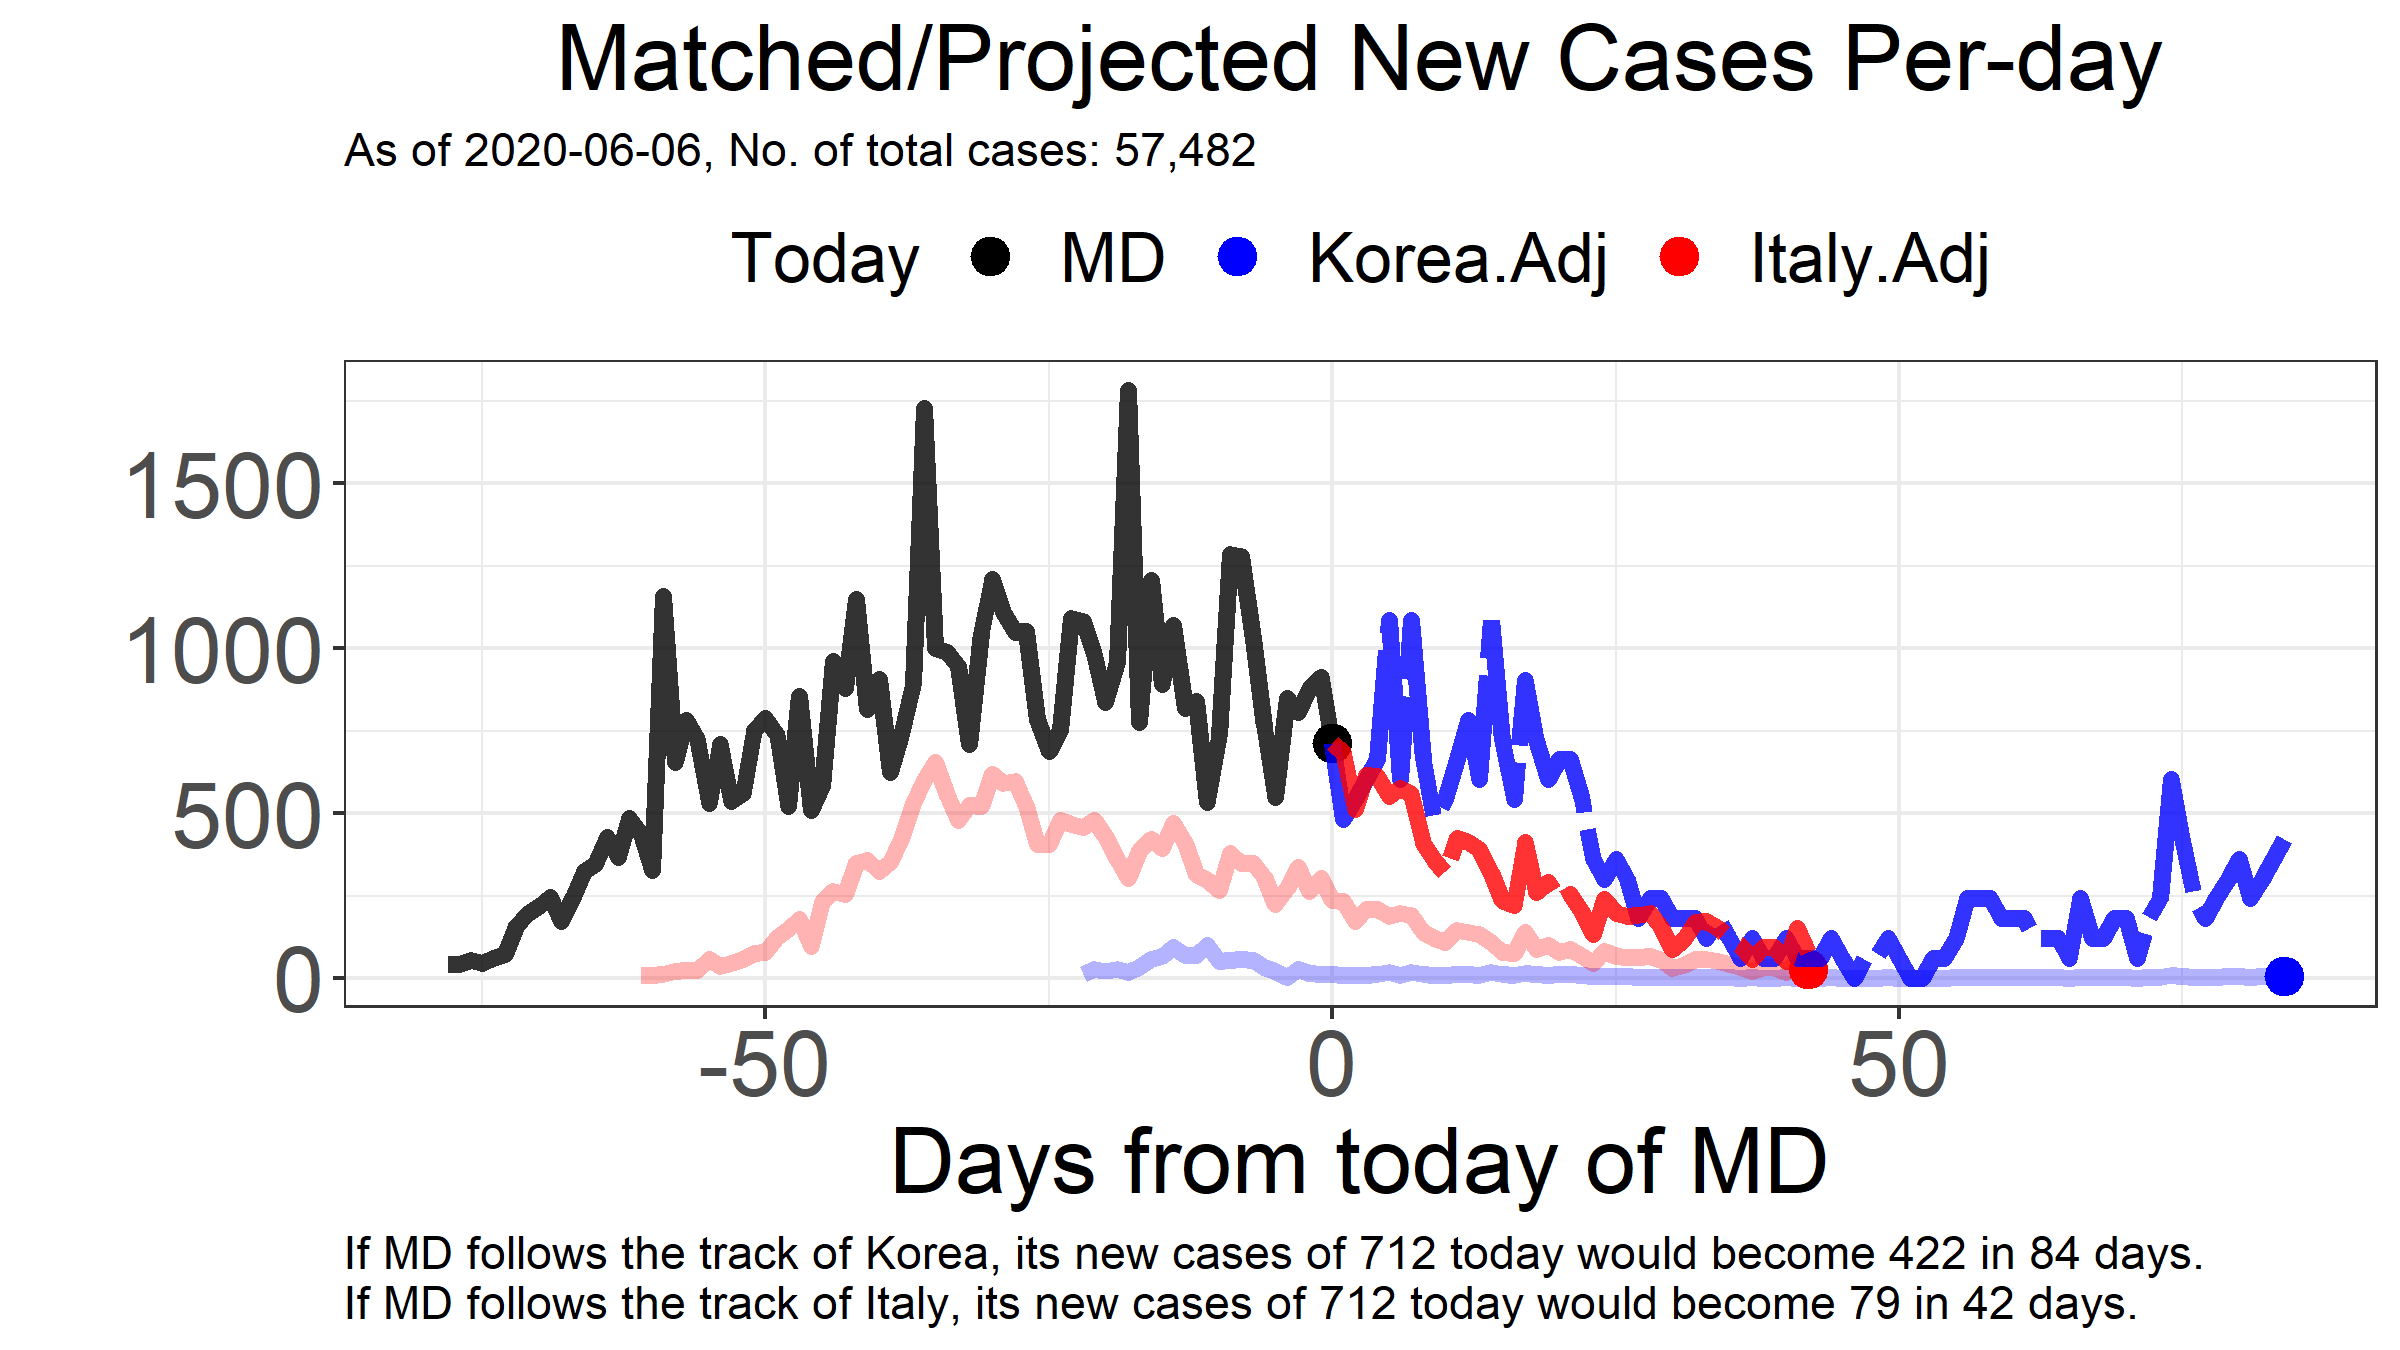 Matched/Projected New Cases Per-day
As of 2020-06-06, No. of total cases: 57,482
Today MD Korea.Adj Italy.Adj
1500
1000
500
0
-50 0 50
Days from today of MD
If MD follows the track of Korea, its new cases of 712 today would become 422 in 84 days.
If MD follows the track of Italy, its new cases of 712 today would become 79 in 42 days.